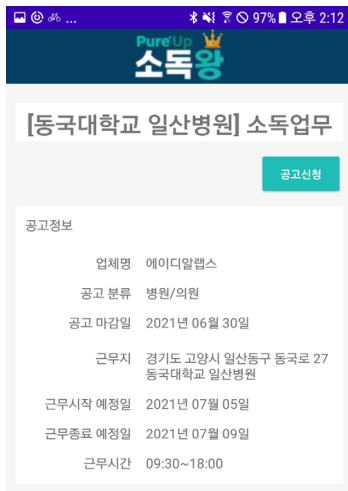 97% 오후 2:12
Pure Up
소독왕
[동국대학교 일산병원] 소독업무
공고신청
공고정보
업체명 에이디알랩스
공고 분류 병원/의원
공고 마감일 2021년 06월 30일
근무지 경기도 고양시 일산동구 동국로 27
동국대학교 일산병원
근무시작 예정일 2021년 07월 05일
근무종료 예정일 2021년 07월 09일
근무시간 09:30~18:00